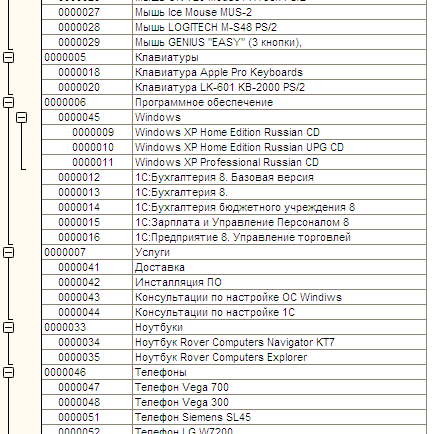 0000027 Мышь Ice Mouse MUS-2
0000028 Мышь LOGITECH M-S48 PS/2
0000029 Мышь GENIUS "EASY" (3 кнопки),
0000005 Клавиатуры
0000018 Клавиатура Apple Pro Keyboards
0000020 Клавиатура LK-601 KB-2000 PS/2
0000006 Программное обеспечение
0000045 Windows
0000009 Windows XP Home Edition Russian CD
0000010 Windows XP Home Edition Russian UPG CD
0000011 Windows XP Professional Russian CD
0000012 1С:Бухгалтерия 8. Базовая версия
0000013 1С:Бухгалтерия 8.
0000014 1С:Бухгалтерия бюджетного учреждения 8
0000015 1С:Зарплата и Управление Персоналом 8
0000016 1С:Предприятие 8. Управление торговлей
0000007 Услуги
0000041 Доставка
0000042 Инсталляция ПО
0000043 Консультации по настройке ОС Windiws
0000044 Консультации по настройке 1С
0000033 Ноутбуки
0000034 Ноутбук Rover Computers Navigator KT7
0000035 Ноутбук Rover Computers Explorer
0000046 Телефоны
0000047 Телефон Vega 700
0000048 Телефон Vega 300
0000051 Телефон Siemens SL45
0000052 Телефон LG W7200